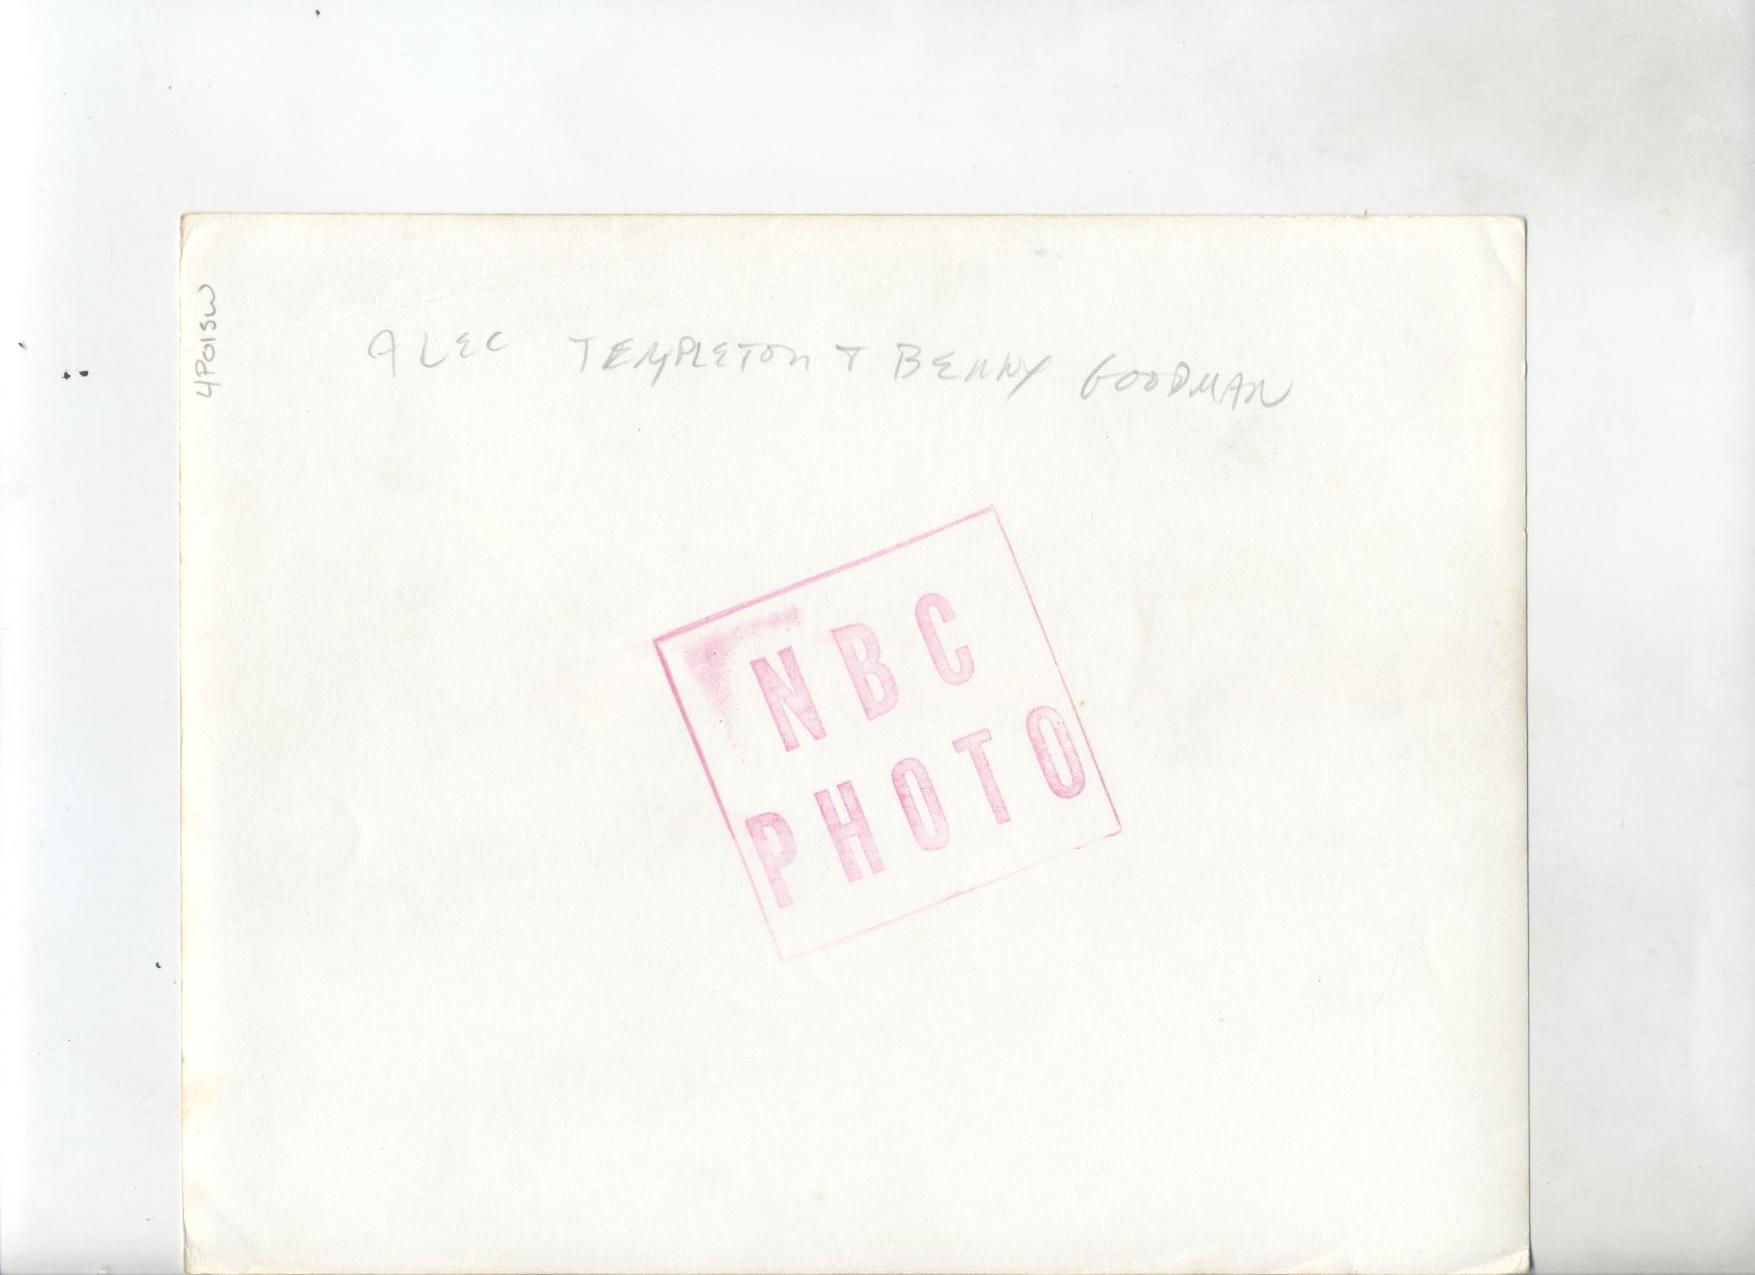 4P015W
ALEC TEMPLETON + BENNY GOODMAN
NBC
PHOTO